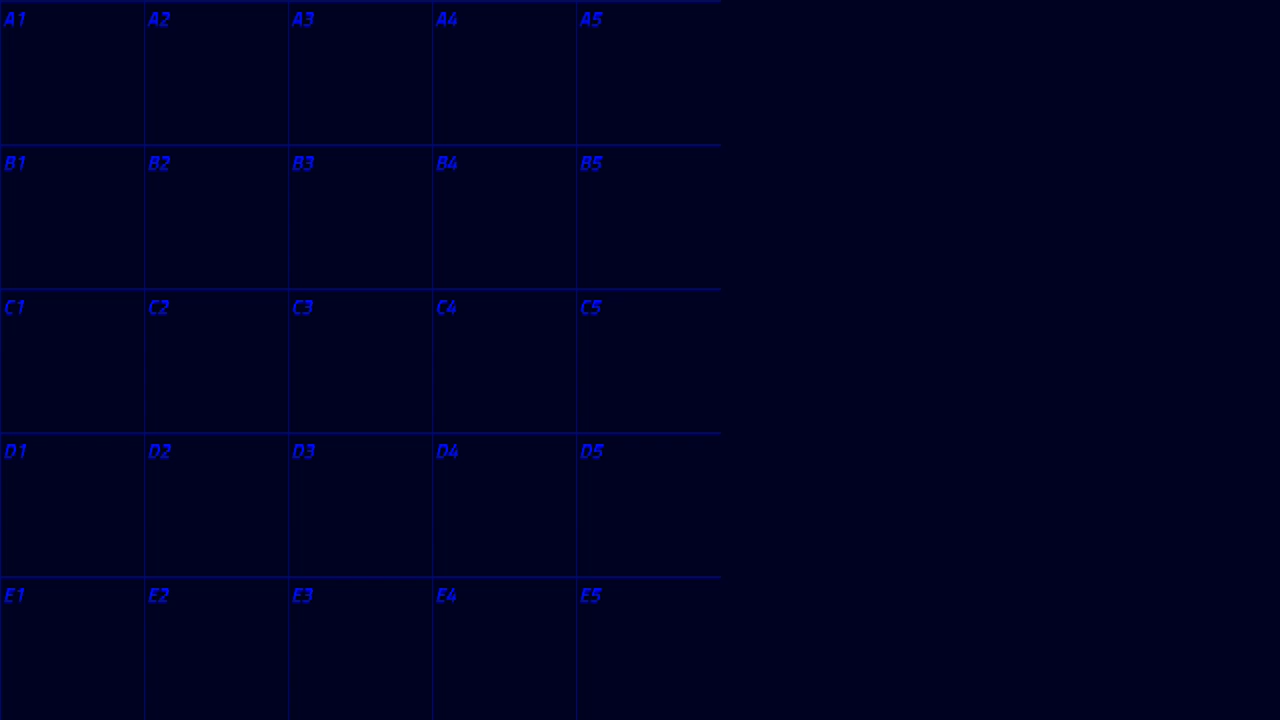 A1 A2 A3 A4 A5
B1 B2 B3 B4 B5
C1 C2 C3 C4 C5
D1 D2 D3 D4 D5
E1 E2 E3 E4 E5